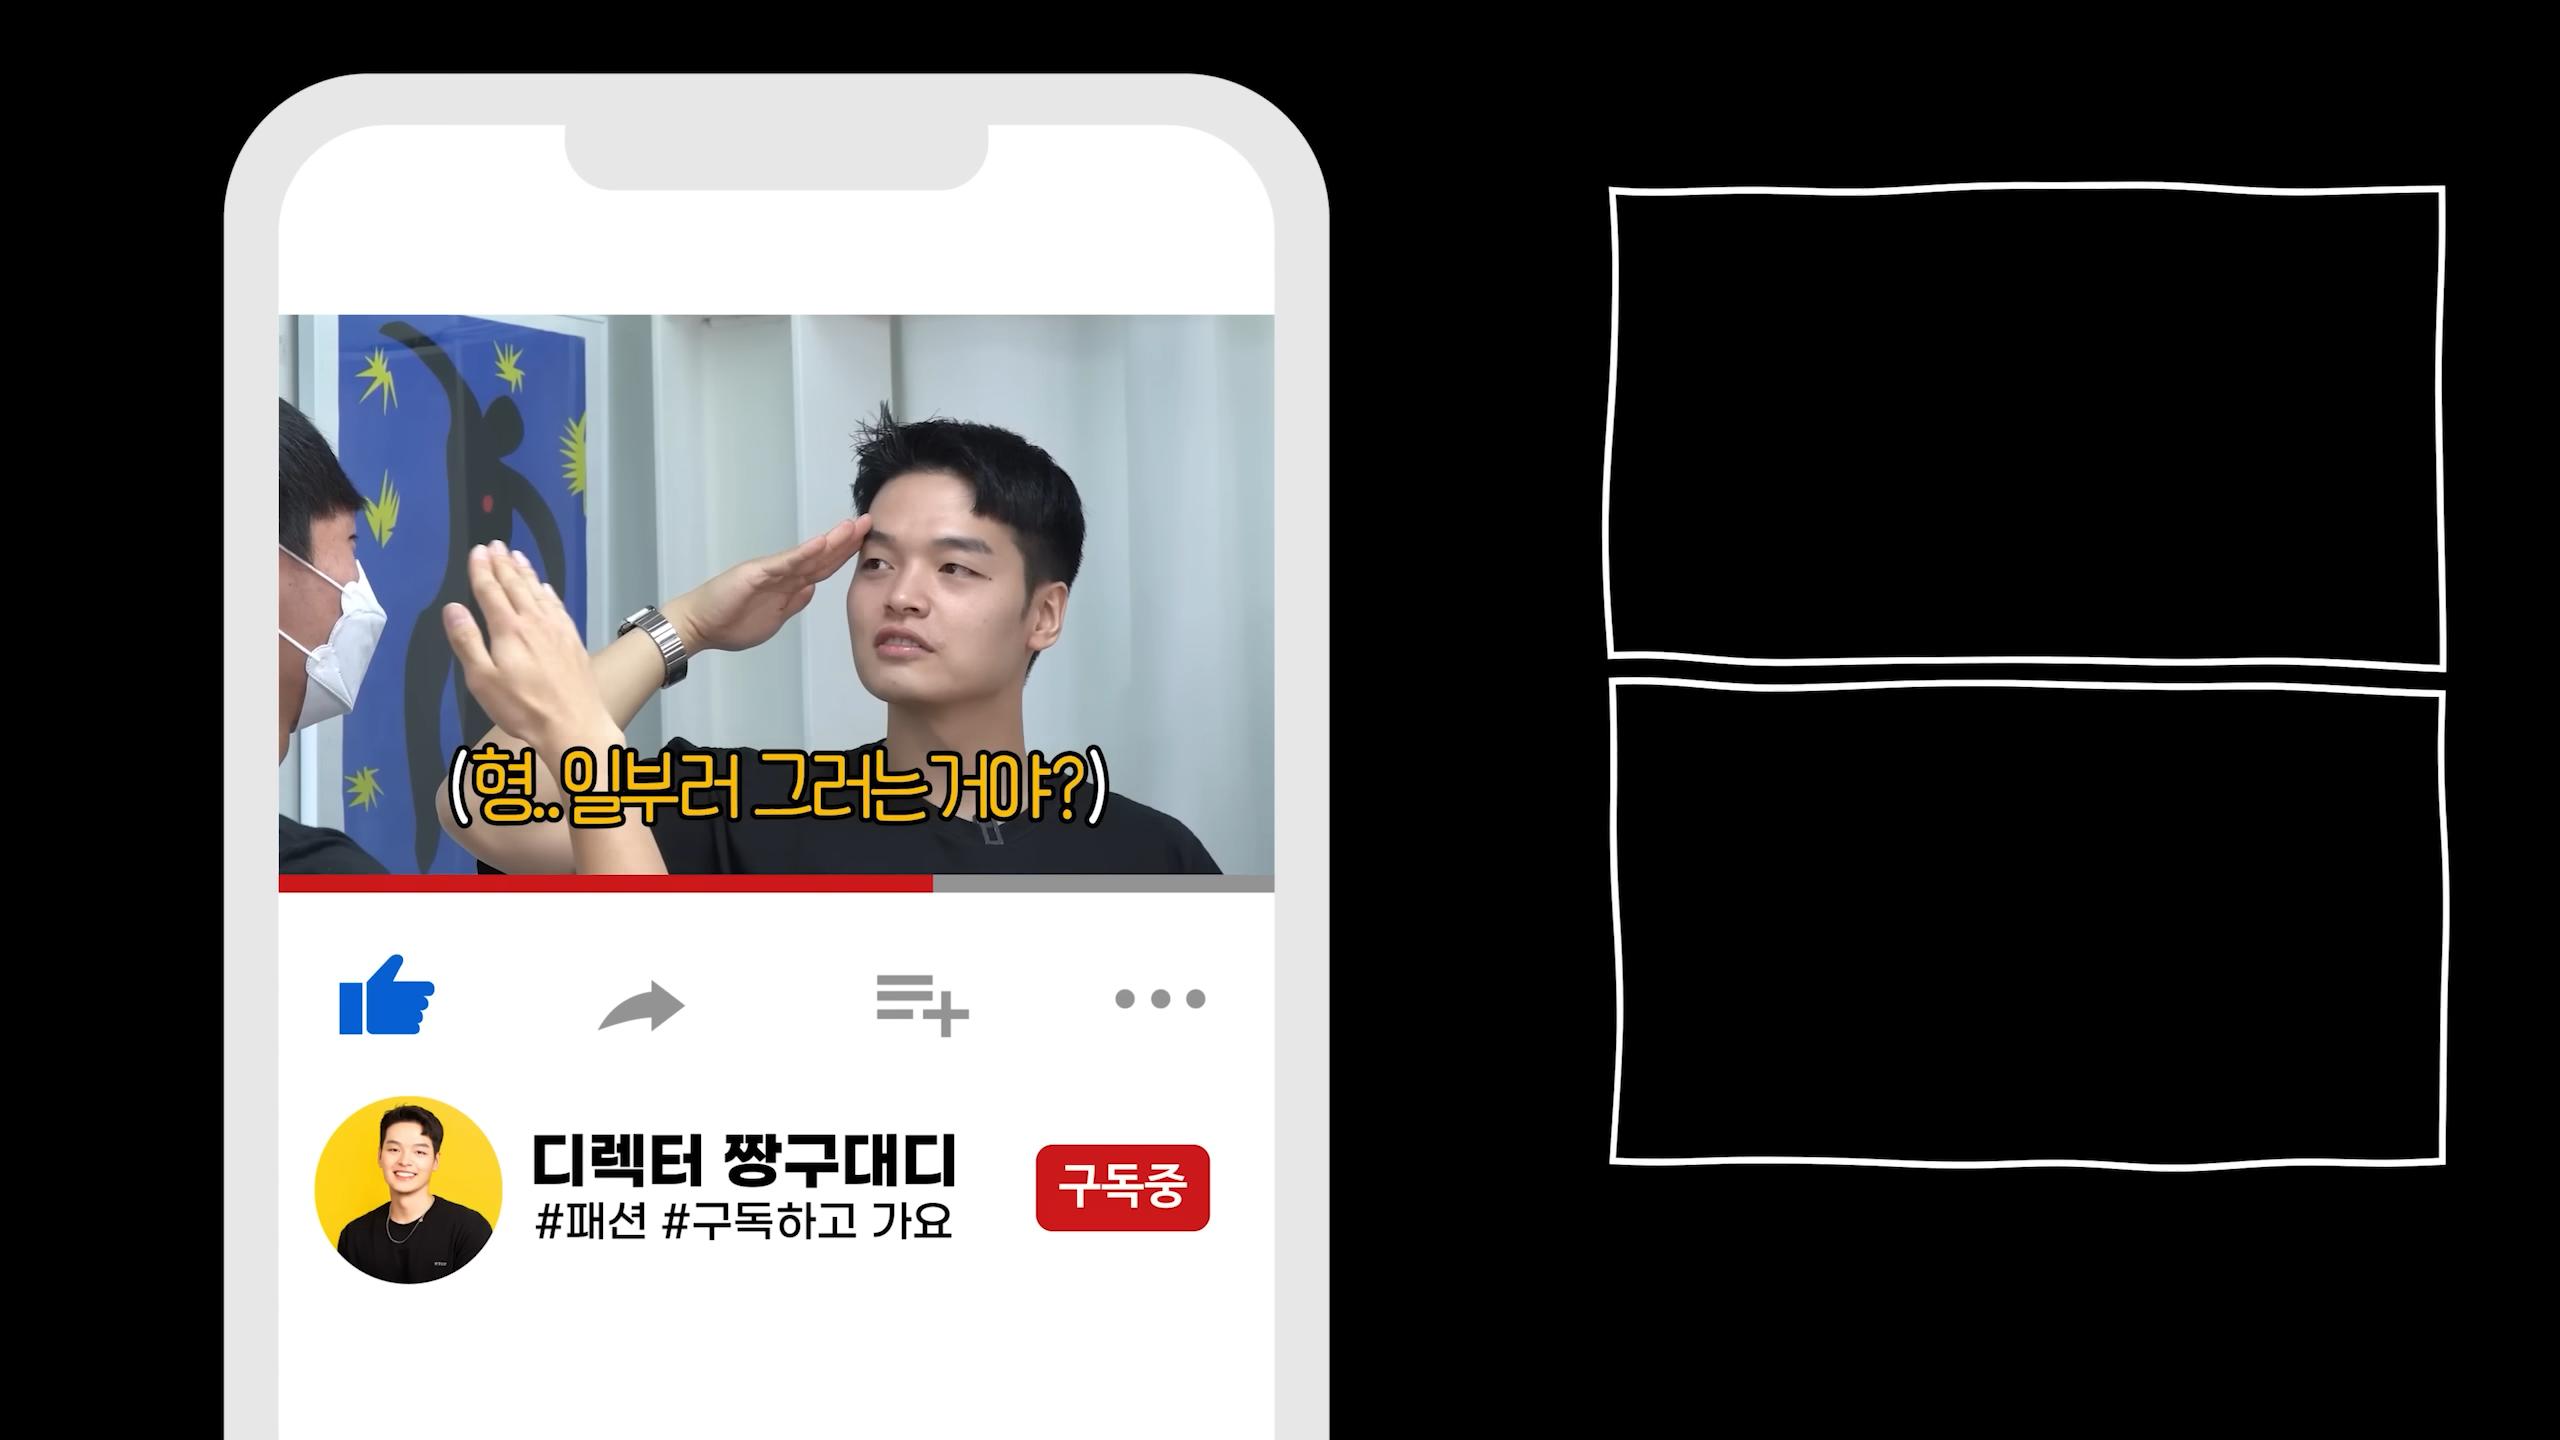 (형.. 일부러 그러는거야?)
디렉터 짱구대디
#패션 #구독하고 가요
구독중